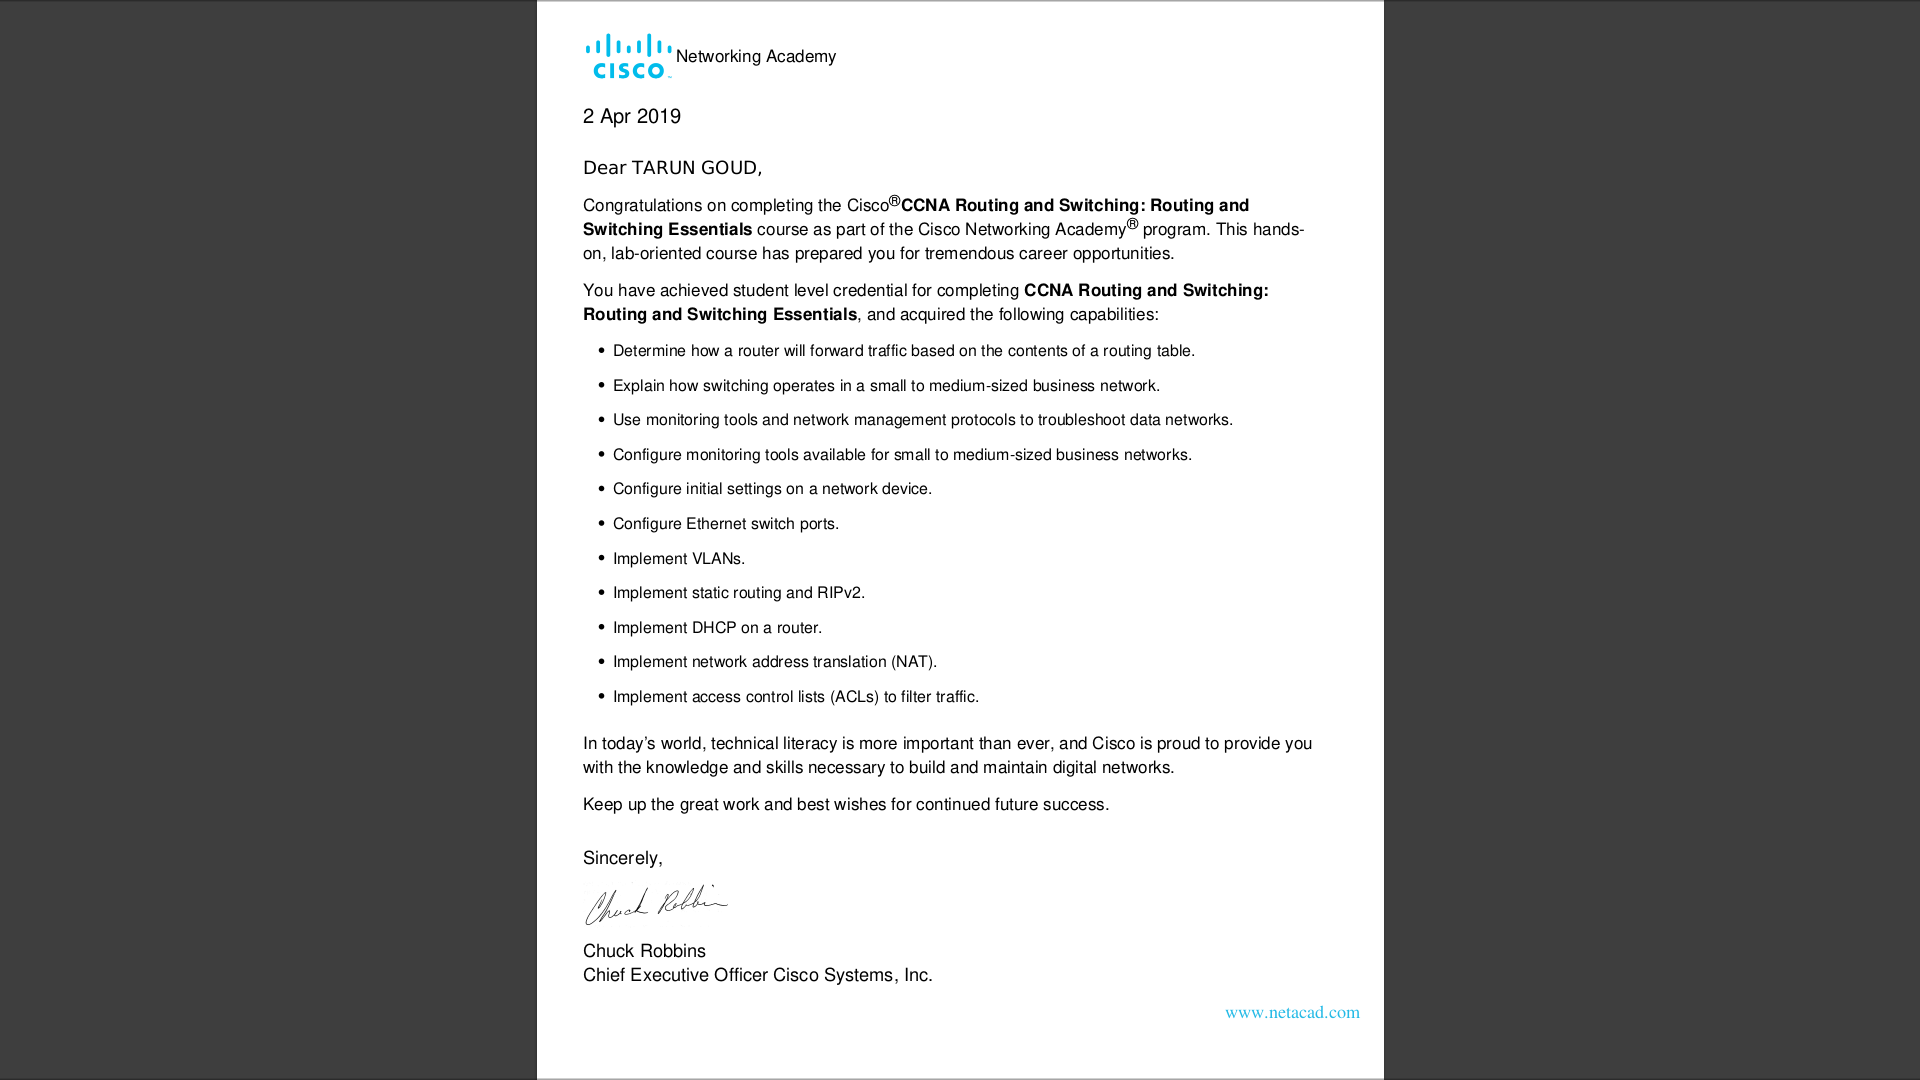 CISCO Networking Academy
2 Apr 2019
Dear TARUN GOUD,
Congratulations on completing the Cisco®CCNA Routing and Switching: Routing and
Switching Essentials course as part of the Cisco Networking Academy® program. This hands-
on, lab-oriented course has prepared you for tremendous career opportunities.
You have achieved student level credential for completing CCNA Routing and Switching:
Routing and Switching Essentials, and acquired the following capabilities:
• Determine how a router will forward traffic based on the contents of a routing table.
• Explain how switching operates in a small to medium-sized business network.
• Use monitoring tools and network management protocols to troubleshoot data networks.
• Configure monitoring tools available for small to medium-sized business networks.
• Configure initial settings on a network device.
• Configure Ethernet switch ports.
• Implement VLANs.
• Implement static routing and RIPv2.
• Implement DHCP on a router.
• Implement network address translation (NAT).
• Implement access control lists (ACLs) to filter traffic.
In today’s world, technical literacy is more important than ever, and Cisco is proud to provide you
with the knowledge and skills necessary to build and maintain digital networks.
Keep up the great work and best wishes for continued future success.
Sincerely,
Chuck Robbins
Chuck Robbins
Chief Executive Officer Cisco Systems, Inc.
www.netacad.com